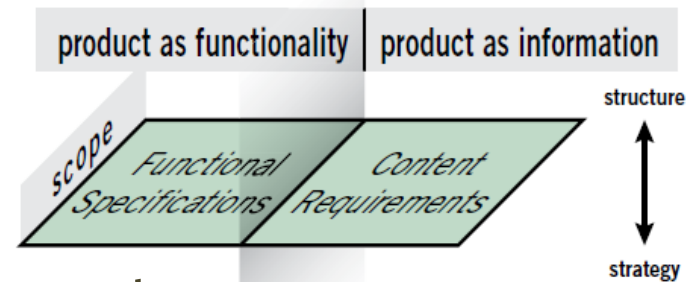 product as functionality
product as information
structure
scope
Functional
Specifications
Content
Requirements
strategy